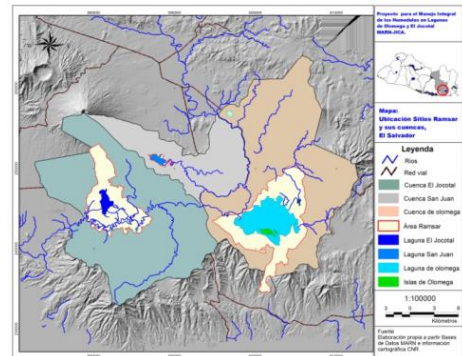 Proyecto para el Manejo Integral
de los Humedales en Lagunas
de Olomega y El Jocotal
MARN-JICA.
Mapa:
Ubicación Sitios Ramsar
y sus cuencas,
El Salvador
Leyenda
Rios
Red vial
Cuenca El Jocotal
Cuenca San Juan
Cuenca de olomega
Área Ramsar
Laguna El Jocotal
Laguna San Juan
Laguna de olomega
Islas de Olomega
1:100000
Kilómetros
Fuente
Elaboración propia a partir Bases
de Datos MARN e información
cartográfica CNR